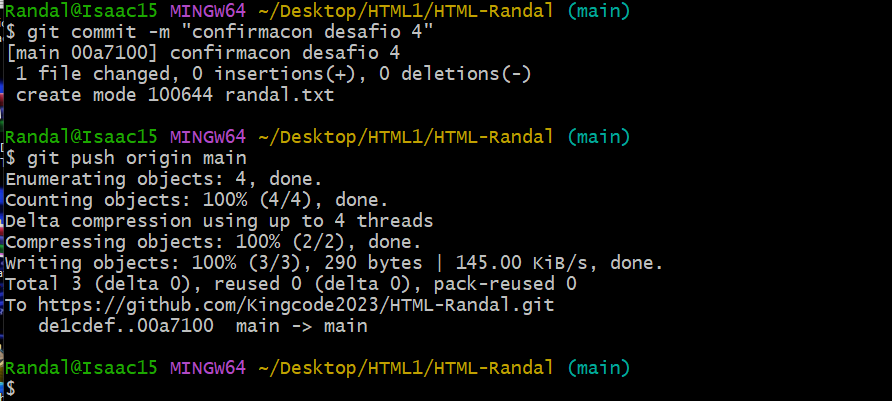 Randal@Isaac15 MINGW64 ~/Desktop/HTML1/HTML-Randal (main)
$ git commit -m "confirmacon desafio 4"
[main 00a7100] confirmacon desafio 4
 1 file changed, 0 insertions(+), 0 deletions(-)
 create mode 100644 randal.txt

Randal@Isaac15 MINGW64 ~/Desktop/HTML1/HTML-Randal (main)
$ git push origin main
Enumerating objects: 4, done.
Counting objects: 100% (4/4), done.
Delta compression using up to 4 threads
Compressing objects: 100% (2/2), done.
Writing objects: 100% (3/3), 290 bytes | 145.00 KiB/s, done.
Total 3 (delta 0), reused 0 (delta 0), pack-reused 0
To https://github.com/Kingcode2023/HTML-Randal.git
   de1cdef..00a7100  main -> main

Randal@Isaac15 MINGW64 ~/Desktop/HTML1/HTML-Randal (main)
$